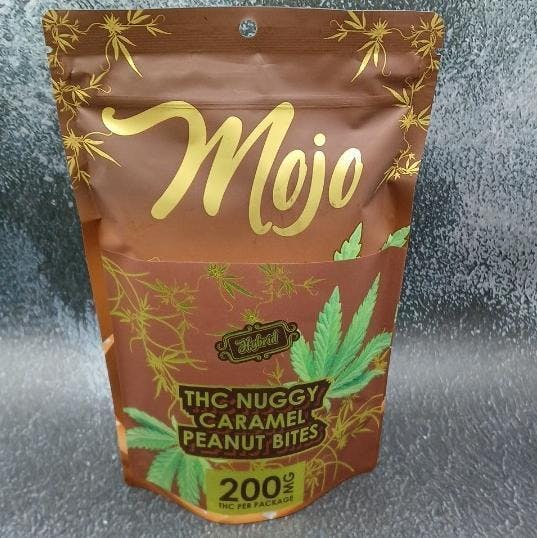 Mojo
Hybrid
THC NUGGY
CARAMEL
PEANUT BITES
200MG
THC PER PACKAGE